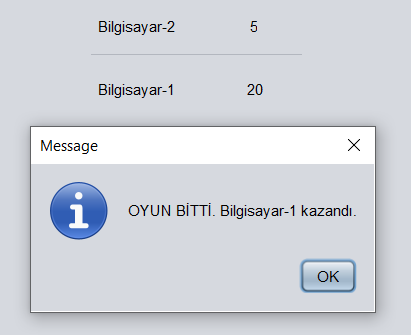 Bilgisayar-2 5
Bilgisayar-1 20
Message
OYUN BİTTİ. Bilgisayar-1 kazandı.
OK